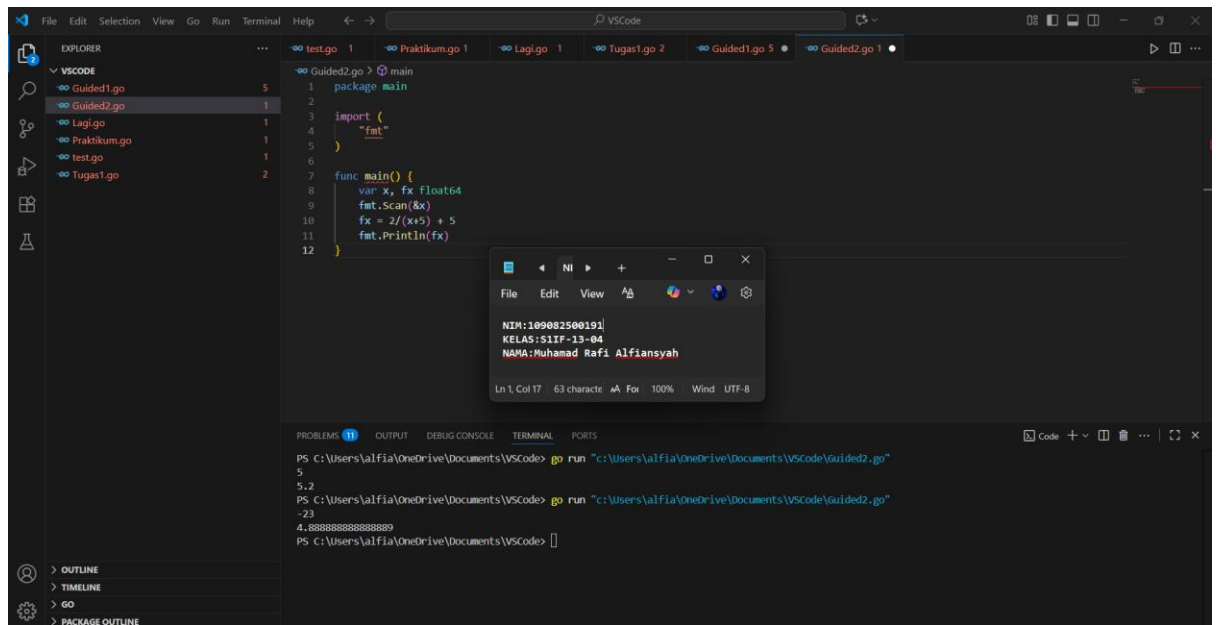 File Edit Selection View Go Run Terminal Help
VSCode
EXPLORER
test.go 1
Praktikum.go 1
Lagi.go 1
Tugas1.go 2
Guided1.go 5
Guided2.go 1
VSCODE
Guided1.go 5
Guided2.go 1
Lagi.go 1
Praktikum.go 1
test.go 1
Tugas1.go 2
Guided2.go > main
1 package main
2
3 import (
4 "fmt"
5 )
6
7 func main() {
8 var x, fx float64
9 fmt.Scan(&x)
10 fx = 2/(x+5) + 5
11 fmt.Println(fx)
12 }
NI
File Edit View
NIM:109082500191
KELAS:S1IF-13-04
NAMA:Muhamad Rafi Alfiansyah
Ln 1, Col 17 63 characte For 100% Wind UTF-8
PROBLEMS 11 OUTPUT DEBUG CONSOLE TERMINAL PORTS
Code
PS C:\Users\alfia\OneDrive\Documents\VSCode> go run "c:\Users\alfia\OneDrive\Documents\VSCode\Guided2.go"
5
5.2
PS C:\Users\alfia\OneDrive\Documents\VSCode> go run "c:\Users\alfia\OneDrive\Documents\VSCode\Guided2.go"
-23
4.888888888888889
PS C:\Users\alfia\OneDrive\Documents\VSCode>
OUTLINE
TIMELINE
GO
PACKAGE OUTLINE